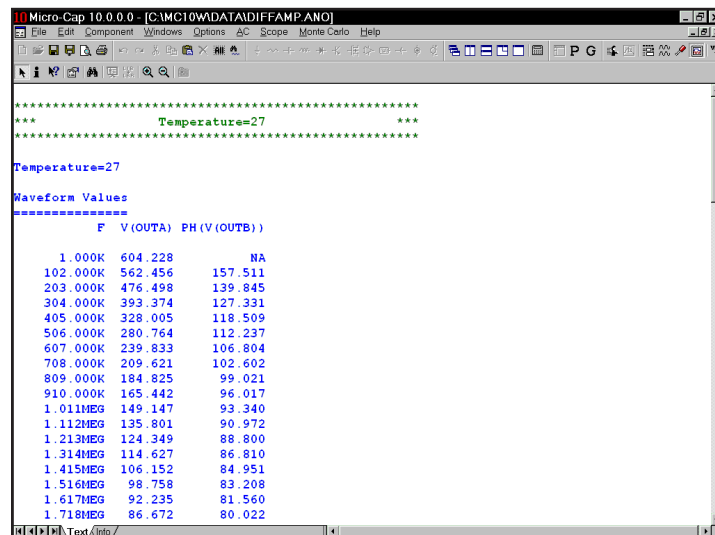 10 Micro-Cap 10.0.0.0 - [C:\MC10W\DATA\DIFFAMP.ANO]
File Edit Component Windows Options AC Scope Monte Carlo Help
P G
*****************************************************
*** Temperature=27 ***
*****************************************************
Temperature=27
Waveform Values
===============
F V(OUTA) PH(V(OUTB))
1.000K 604.228 NA
102.000K 562.456 157.511
203.000K 476.498 139.845
304.000K 393.374 127.331
405.000K 328.005 118.509
506.000K 280.764 112.237
607.000K 239.833 106.804
708.000K 209.621 102.602
809.000K 184.825 99.021
910.000K 165.442 96.017
1.011MEG 149.147 93.340
1.112MEG 135.801 90.972
1.213MEG 124.349 88.800
1.314MEG 114.627 86.810
1.415MEG 106.152 84.951
1.516MEG 98.758 83.208
1.617MEG 92.235 81.560
1.718MEG 86.672 80.022
Text Info